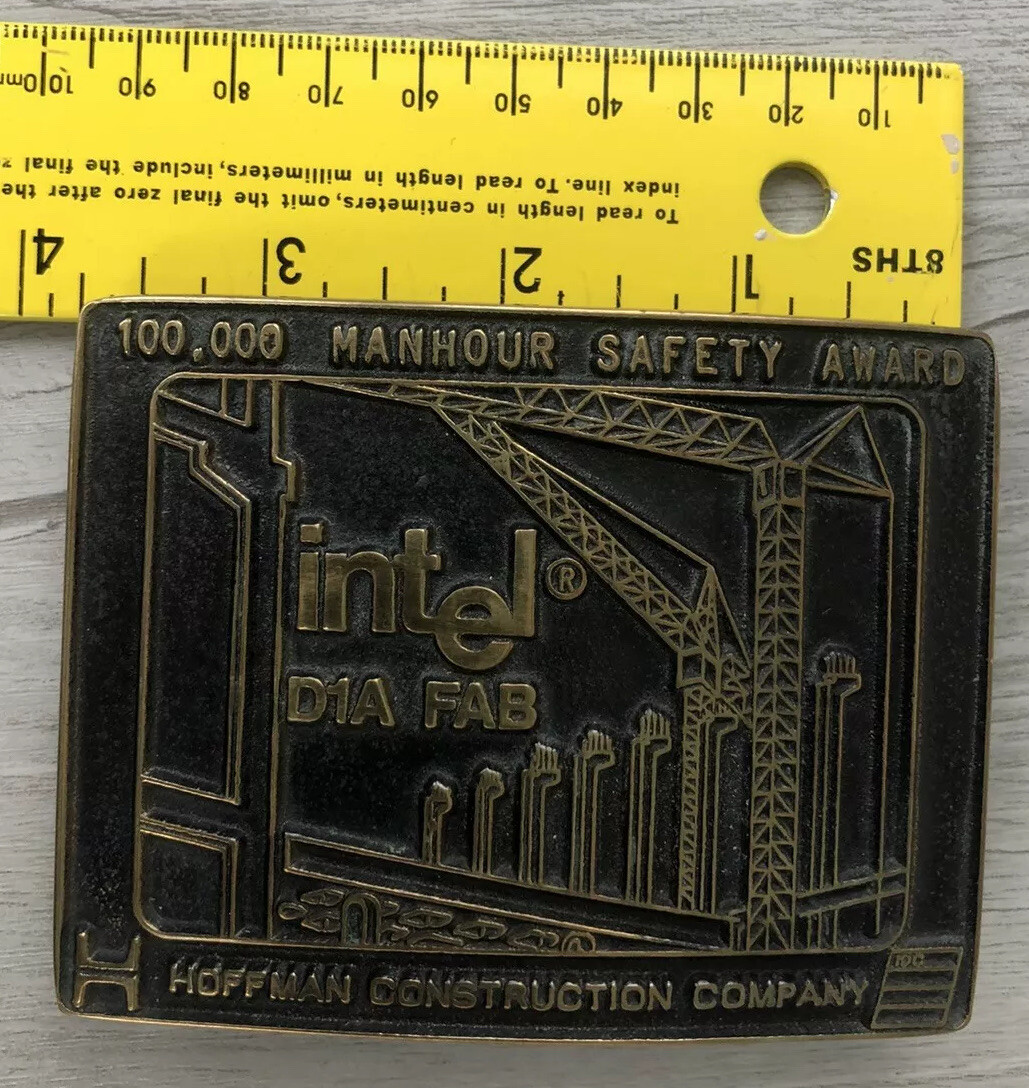 10 20 30 40 50 60 70 80 90 100mm
To read length in centimeters, omit the final zero after the
index line. To read length in millimeters, include the final z
8THS 1 2 3 4
100,000 MANHOUR SAFETY AWARD
intel®
D1A FAB
HOFFMAN CONSTRUCTION COMPANY
IDC